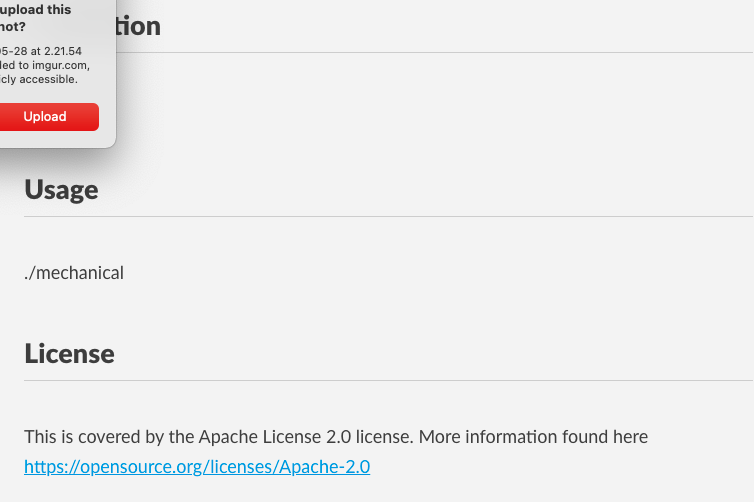 upload this
not?
tion
05-28 at 2.21.54
led to imgur.com,
icly accessible.
Upload
Usage
./mechanical
License
This is covered by the Apache License 2.0 license. More information found here
https://opensource.org/licenses/Apache-2.0